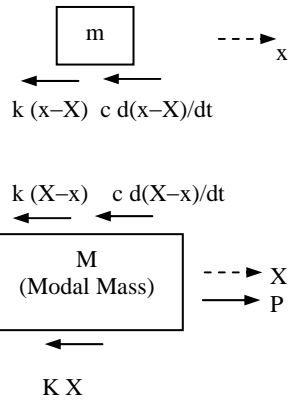 m
x
k (x–X) c d(x–X)/dt
k (X–x) c d(X–x)/dt
M
(Modal Mass)
X
P
K X